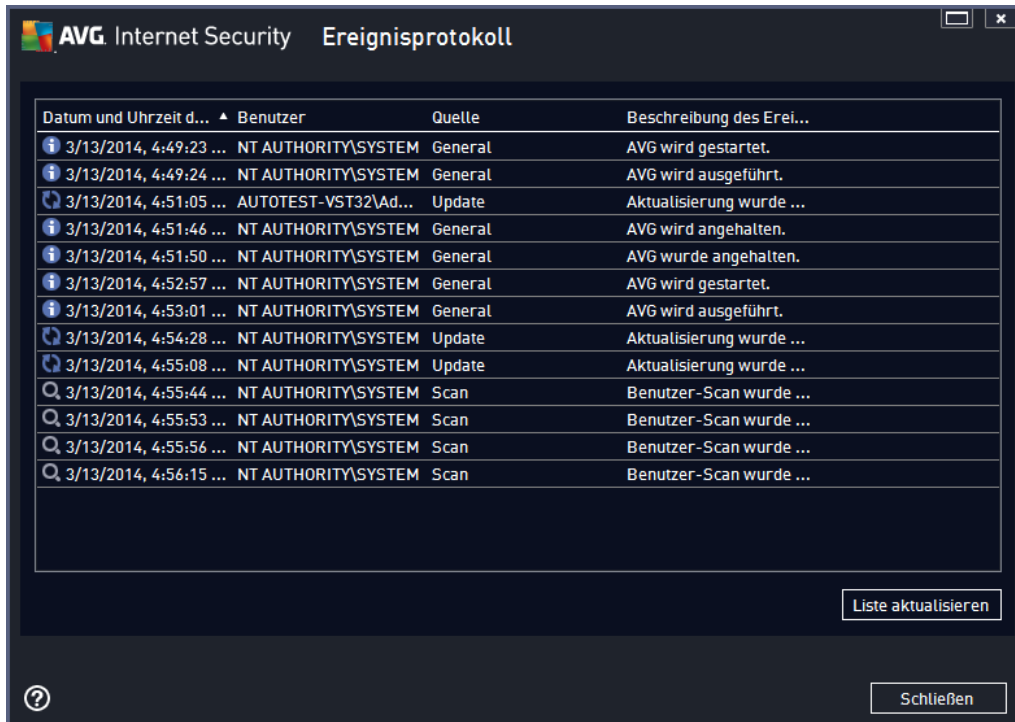 AVG. Internet Security Ereignisprotokoll
Datum und Uhrzeit d... Benutzer Quelle Beschreibung des Erei...
3/13/2014, 4:49:23 ... NT AUTHORITY\SYSTEM General AVG wird gestartet.
3/13/2014, 4:49:24 ... NT AUTHORITY\SYSTEM General AVG wird ausgeführt.
3/13/2014, 4:51:05 ... AUTOTEST-VST32\Ad... Update Aktualisierung wurde ...
3/13/2014, 4:51:46 ... NT AUTHORITY\SYSTEM General AVG wird angehalten.
3/13/2014, 4:51:50 ... NT AUTHORITY\SYSTEM General AVG wurde angehalten.
3/13/2014, 4:52:57 ... NT AUTHORITY\SYSTEM General AVG wird gestartet.
3/13/2014, 4:53:01 ... NT AUTHORITY\SYSTEM General AVG wird ausgeführt.
3/13/2014, 4:54:28 ... NT AUTHORITY\SYSTEM Update Aktualisierung wurde ...
3/13/2014, 4:55:08 ... NT AUTHORITY\SYSTEM Update Aktualisierung wurde ...
3/13/2014, 4:55:44 ... NT AUTHORITY\SYSTEM Scan Benutzer-Scan wurde ...
3/13/2014, 4:55:53 ... NT AUTHORITY\SYSTEM Scan Benutzer-Scan wurde ...
3/13/2014, 4:55:56 ... NT AUTHORITY\SYSTEM Scan Benutzer-Scan wurde ...
3/13/2014, 4:56:15 ... NT AUTHORITY\SYSTEM Scan Benutzer-Scan wurde ...
Liste aktualisieren
Schließen